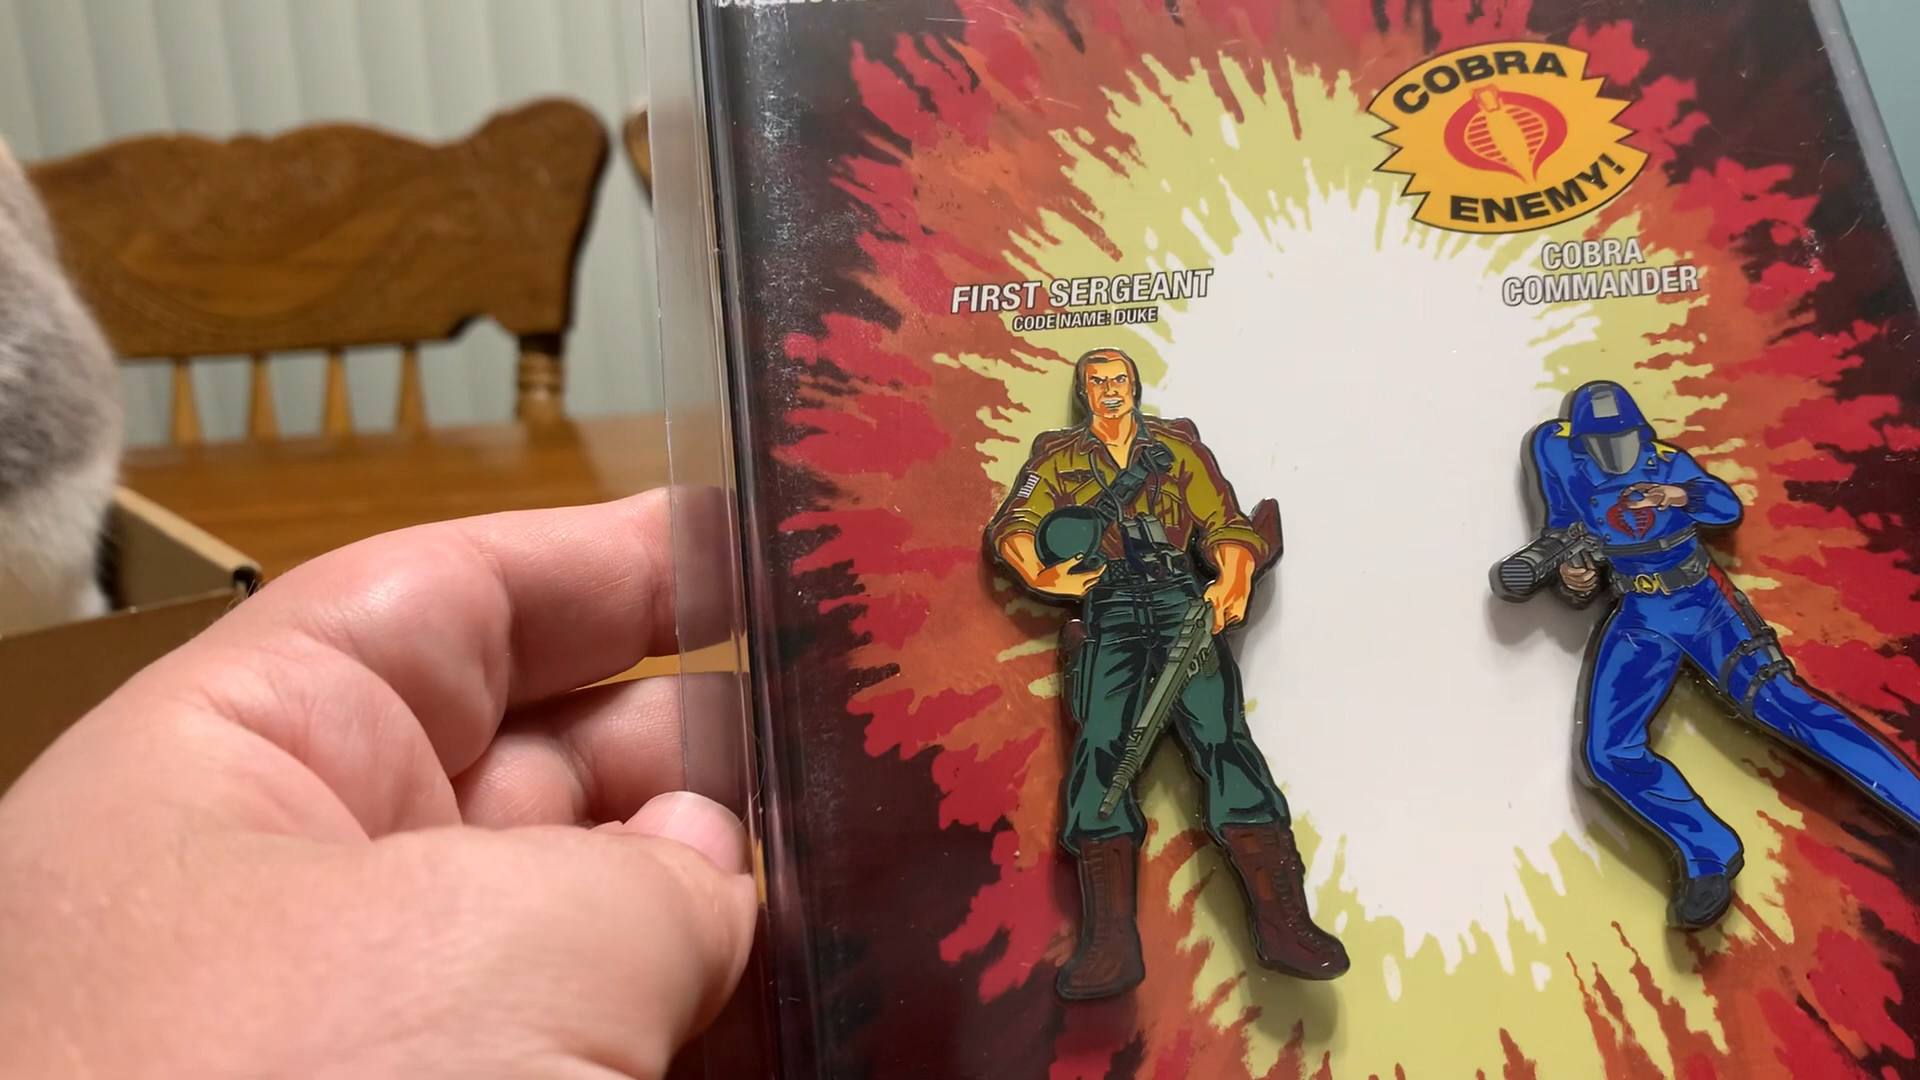 COBRA
ENEMY!
FIRST SERGEANT
CODE NAME: DUKE
COBRA
COMMANDER